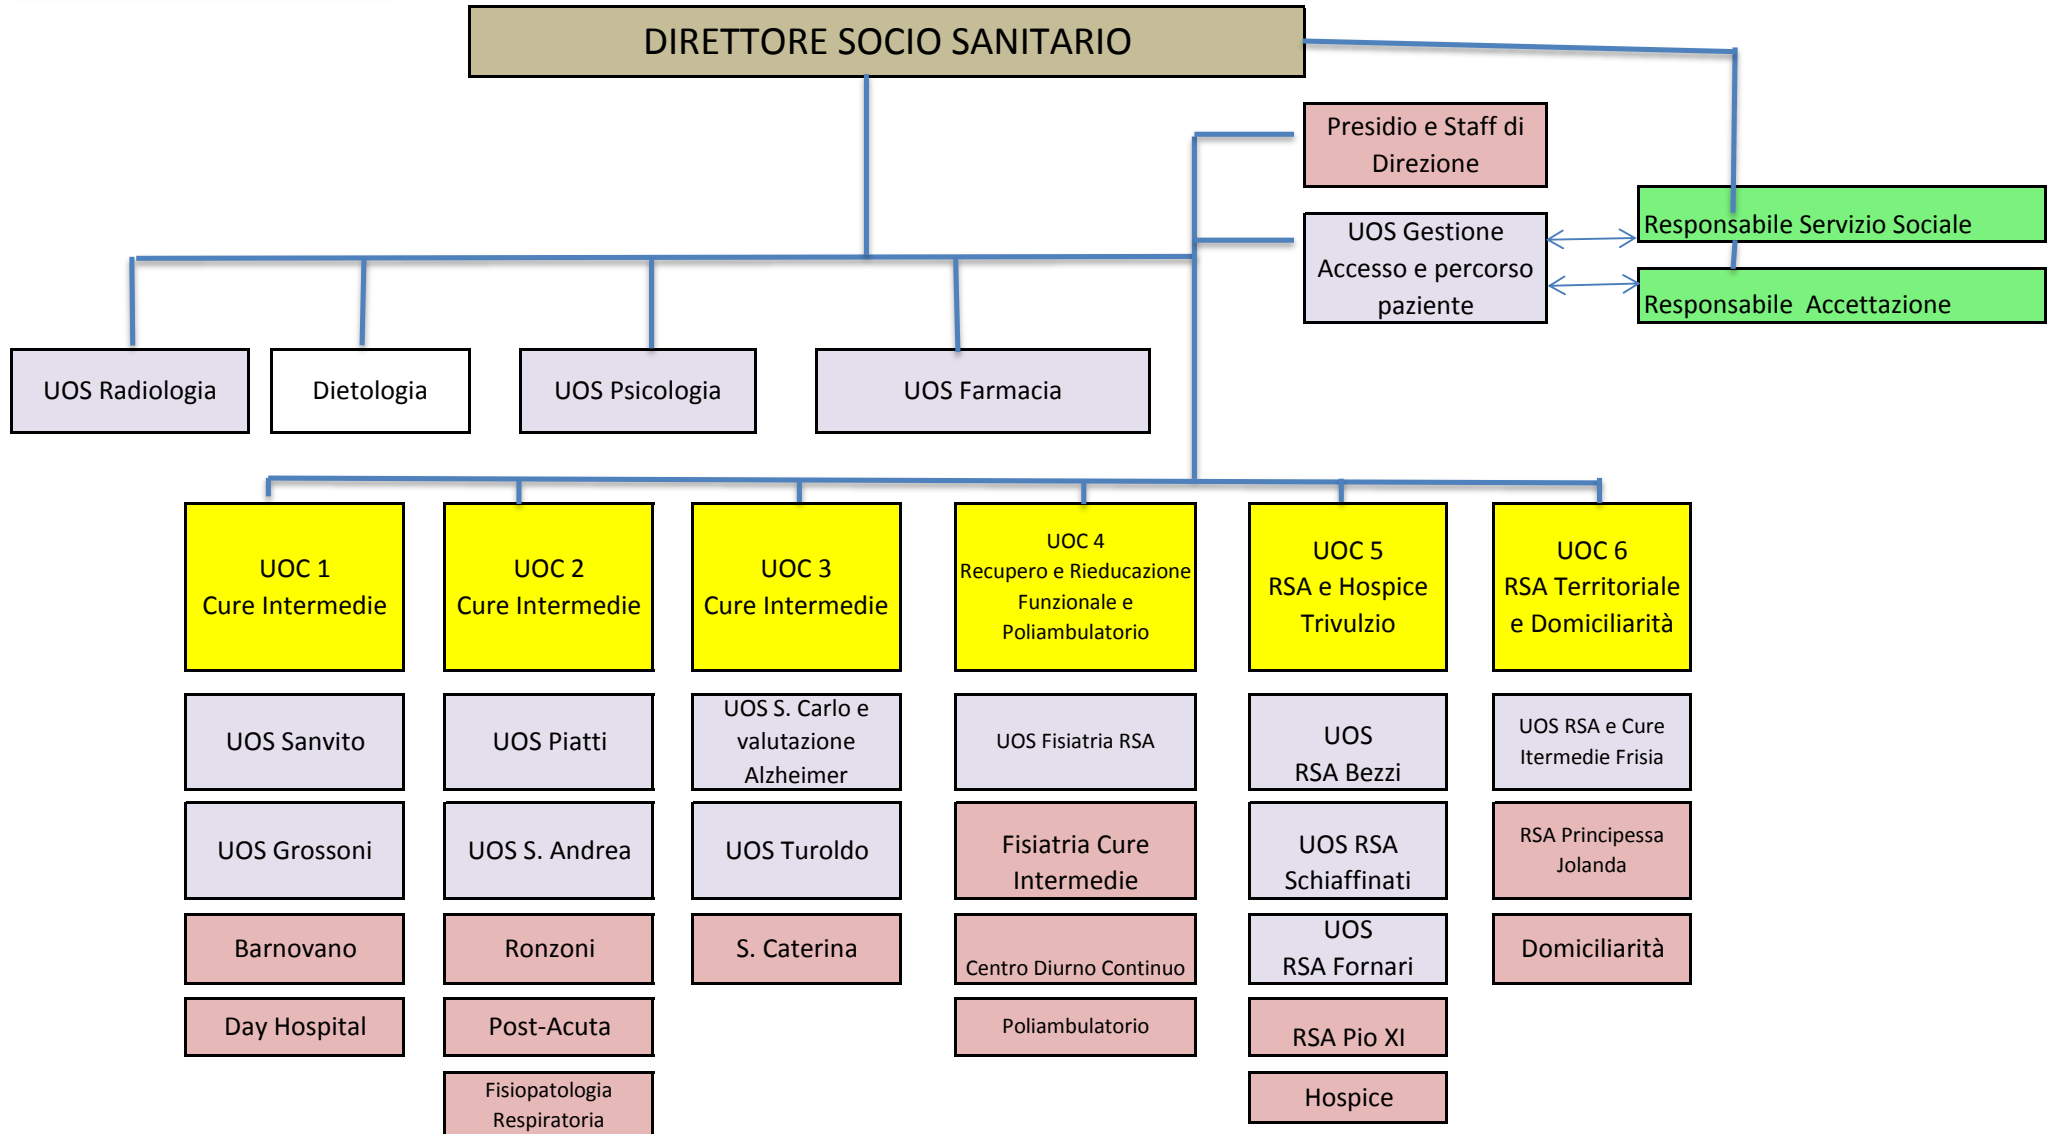 DIRETTORE SOCIO SANITARIO
Presidio e Staff di
Direzione
UOS Gestione
Accesso e percorso
paziente
Responsabile Servizio Sociale
Responsabile Accettazione
UOS Radiologia
Dietologia
UOS Psicologia
UOS Farmacia
UOC 1
Cure Intermedie
UOC 2
Cure Intermedie
UOC 3
Cure Intermedie
UOC 4
Recupero e Rieducazione
Funzionale e
Poliambulatorio
UOC 5
RSA e Hospice
Trivulzio
UOC 6
RSA Territoriale
e Domiciliarità
UOS Sanvito
UOS Piatti
UOS S. Carlo e
valutazione
Alzheimer
UOS Fisiatria RSA
UOS
RSA Bezzi
UOS RSA e Cure
Itermedie Frisia
UOS Grossoni
UOS S. Andrea
UOS Turoldo
Fisiatria Cure
Intermedie
UOS RSA
Schiaffinati
RSA Principessa
Jolanda
Barnovano
Ronzoni
S. Caterina
Centro Diurno Continuo
UOS
RSA Fornari
Domiciliarità
Day Hospital
Post-Acuta
Poliambulatorio
RSA Pio XI
Fisiopatologia
Respiratoria
Hospice